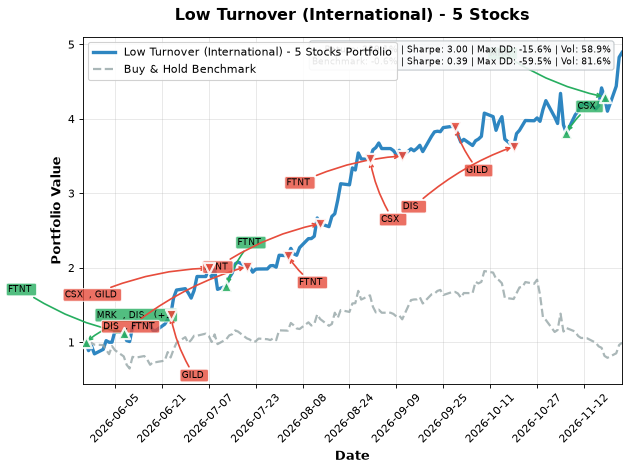 Low Turnover (International) - 5 Stocks
Low Turnover (International) - 5 Stocks Portfolio
Buy & Hold Benchmark
| Sharpe: 3.00 | Max DD: -15.6% | Vol: 58.9%
Benchmark: -0.6% | Sharpe: 0.39 | Max DD: -59.5% | Vol: 81.6%
5
4
3
2
1
Portfolio Value
CSX
GILD
FTNT
DIS
CSX
FTNT
FTNT
FTNT
CSX , GILD
FTNT
MRK , DIS (+
DIS
FTNT
GILD
2026-06-05
2026-06-21
2026-07-07
2026-07-23
2026-08-08
2026-08-24
2026-09-09
2026-09-25
2026-10-11
2026-10-27
2026-11-12
Date